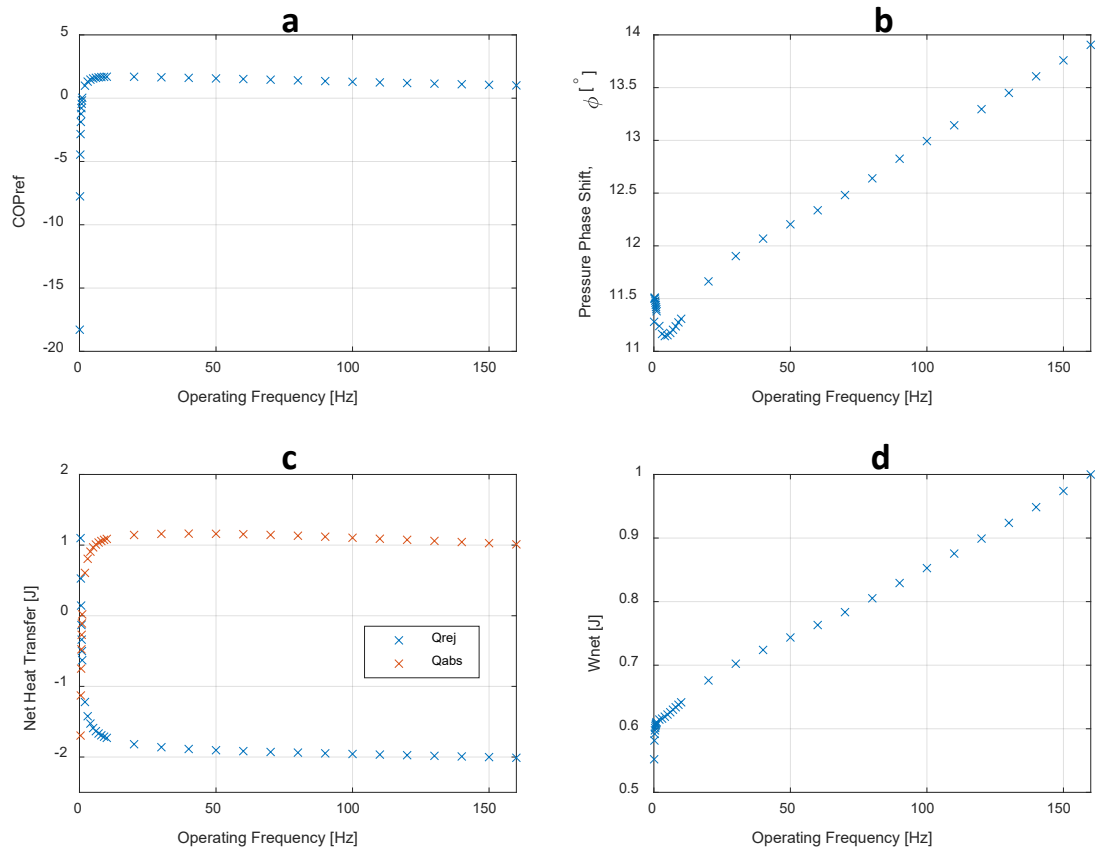 a
5
0
-5
-10
-15
-20
COPref
0 50 100 150
Operating Frequency [Hz]
b
14
13.5
13
12.5
12
11.5
11
Pressure Phase Shift, ϕ [°]
0 50 100 150
Operating Frequency [Hz]
c
2
1
0
-1
-2
Net Heat Transfer [J]
Qrej
Qabs
0 50 100 150
Operating Frequency [Hz]
d
1
0.9
0.8
0.7
0.6
0.5
Wnet [J]
0 50 100 150
Operating Frequency [Hz]